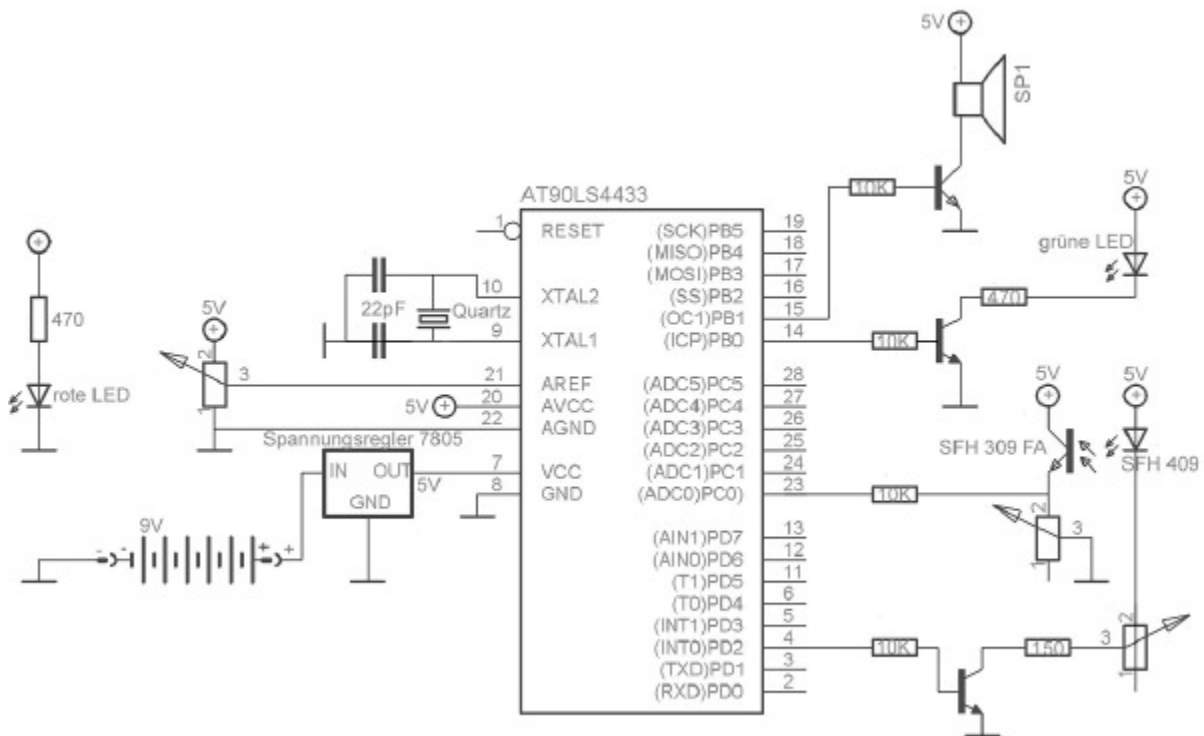 5V
SP1
AT90LS4433
10K
1
RESET
(SCK)PB5
19
(MISO)PB4
18
(MOSI)PB3
17
10
XTAL2
(SS)PB2
16
22pF
Quartz
(OC1)PB1
15
9
XTAL1
(ICP)PB0
14
10K
470
grüne LED
5V
470
rote LED
5V
2
3
1
21
AREF
5V
20
AVCC
22
AGND
(ADC5)PC5
28
(ADC4)PC4
27
(ADC3)PC3
26
(ADC2)PC2
25
(ADC1)PC1
24
(ADC0)PC0)
23
10K
5V
5V
SFH 309 FA
SFH 409
2
3
1
Spannungsregler 7805
IN
OUT
GND
5V
7
VCC
8
GND
9V
-
-
+
+
(AIN1)PD7
13
(AIN0)PD6
12
(T1)PD5
11
(T0)PD4
6
(INT1)PD3
5
(INT0)PD2
4
(TXD)PD1
3
(RXD)PD0
2
10K
150
3
2
1